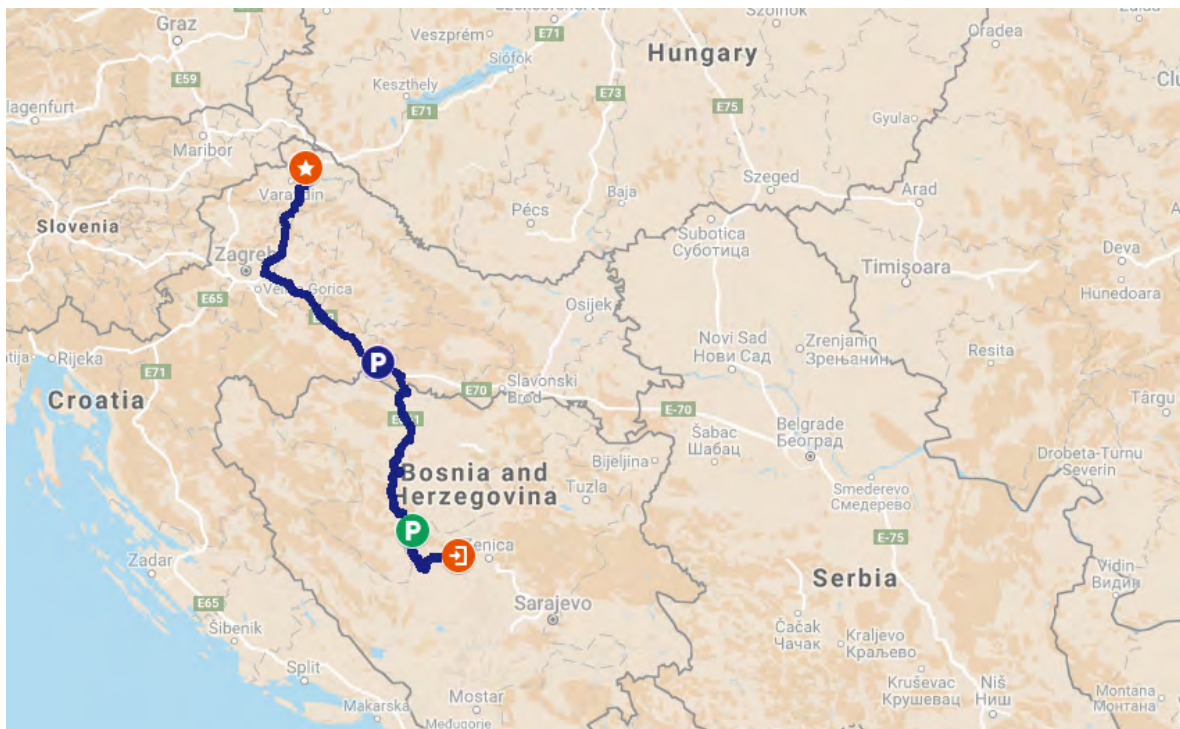 Graz
Veszprém
E71
Székesfehérvár
Szolnok
Oradea
Zalău
Hungary
Siófok
E59
Keszthely
E73
E75
E71
Klagenfurt
Maribor
Gyula
Varaždin
Szeged
Arad
Pécs
Baja
Slovenia
Subotica
Суботица
Zagreb
Deva
Timișoara
Hunedoara
Velika Gorica
E65
Osijek
Novi Sad
Нови Сад
Zrenjanin
Зрењанин
Resita
Rijeka
E71
P
Slavonski
Brod
E70
Croatia
E-70
Târgu
Šabac
Шабац
Belgrade
Београд
Bijeljina
Drobeta-Turnu
Severin
Bosnia and
Herzegovina
Tuzla
Smederevo
Смедерево
P
Zenica
E-75
Zadar
Serbia
Vidin
Видин
E65
Sarajevo
Čačak
Чачак
Kraljevo
Краљево
Šibenik
Split
Kruševac
Крушевац
Niš
Ниш
Mostar
Montana
Монтана
Makarska
Međugorje